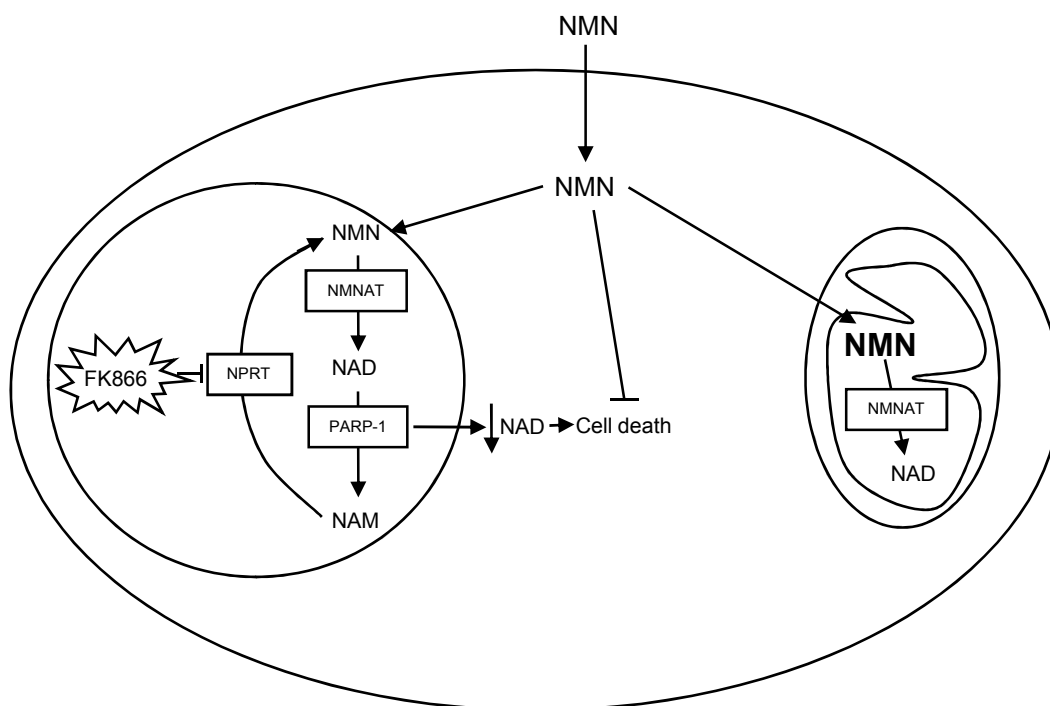 NMN
NMN
NMN
NMNAT
NAD
FK866
NPRT
PARP-1
NAD
Cell death
NAM
NMN
NMNAT
NAD